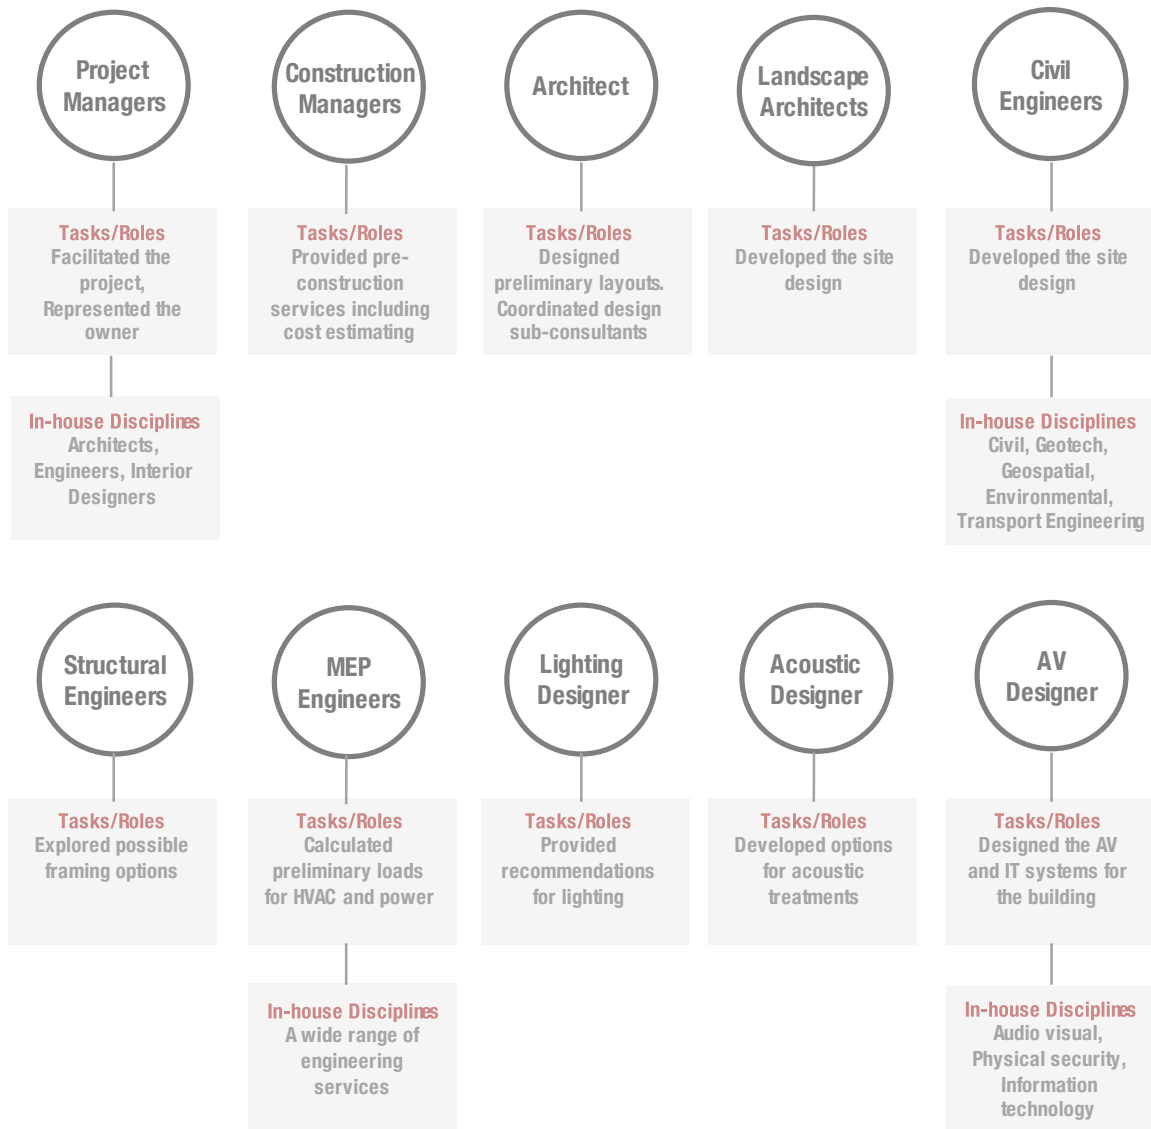 Project
Managers
Construction
Managers
Architect
Landscape
Architects
Civil
Engineers
Tasks/Roles
Facilitated the
project,
Represented the
owner
Tasks/Roles
Provided pre-
construction
services including
cost estimating
Tasks/Roles
Designed
preliminary layouts.
Coordinated design
sub-consultants
Tasks/Roles
Developed the site
design
Tasks/Roles
Developed the site
design
In-house Disciplines
Architects,
Engineers, Interior
Designers
In-house Disciplines
Civil, Geotech,
Geospatial,
Environmental,
Transport Engineering
Structural
Engineers
MEP
Engineers
Lighting
Designer
Acoustic
Designer
AV
Designer
Tasks/Roles
Explored possible
framing options
Tasks/Roles
Calculated
preliminary loads
for HVAC and power
Tasks/Roles
Provided
recommendations
for lighting
Tasks/Roles
Developed options
for acoustic
treatments
Tasks/Roles
Designed the AV
and IT systems for
the building
In-house Disciplines
A wide range of
engineering
services
In-house Disciplines
Audio visual,
Physical security,
Information
technology